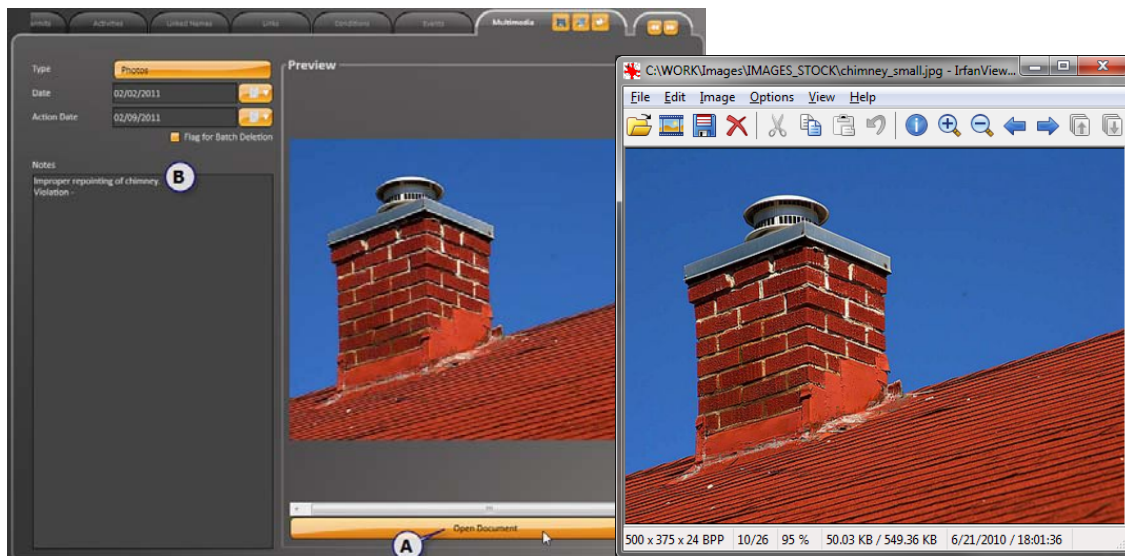 Activities
Linked Names
Links
Conditions
Events
Multimedia
Type
Photos
Date
02/02/2011
Action Date
02/09/2011
Flag for Batch Deletion
Notes
Improper repointing of chimney.
Violation -
B
Preview
Open Document
A
C:\WORK\Images\IMAGES_STOCK\chimney_small.jpg - IrfanView...
File Edit Image Options View Help
500 x 375 x 24 BPP 10/26 95 % 50.03 KB / 549.36 KB 6/21/2010 / 18:01:36